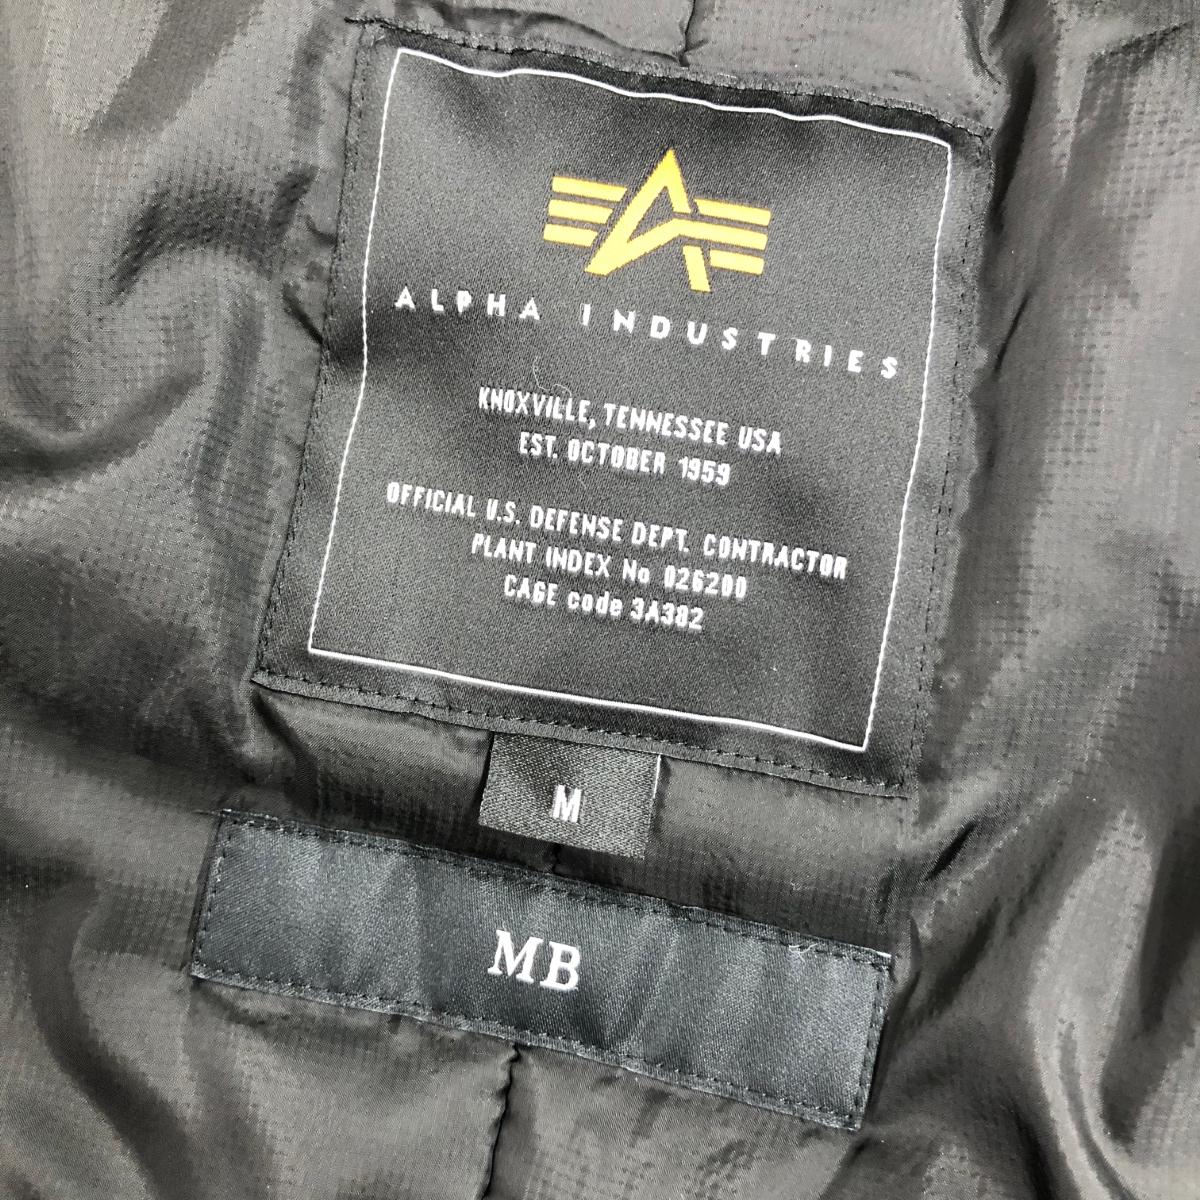 ALPHA INDUSTRIES
KNOXVILLE, TENNESSEE USA
EST. OCTOBER 1959
OFFICIAL U.S. DEFENSE DEPT. CONTRACTOR
PLANT INDEX No 026200
CAGE code 3A382
M
MB